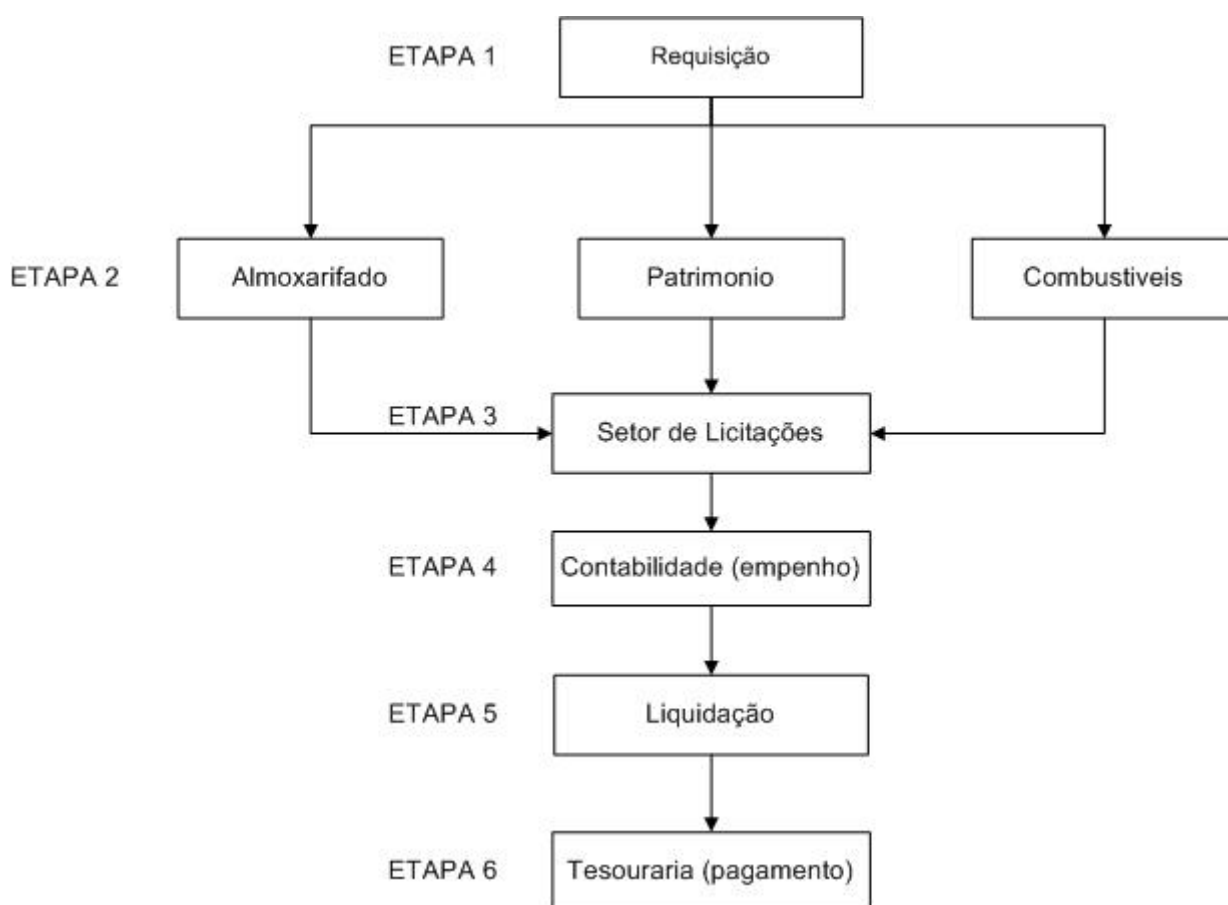 ETAPA 1
Requisição
ETAPA 2
Almoxarifado
Patrimonio
Combustiveis
ETAPA 3
Setor de Licitações
ETAPA 4
Contabilidade (empenho)
ETAPA 5
Liquidação
ETAPA 6
Tesouraria (pagamento)